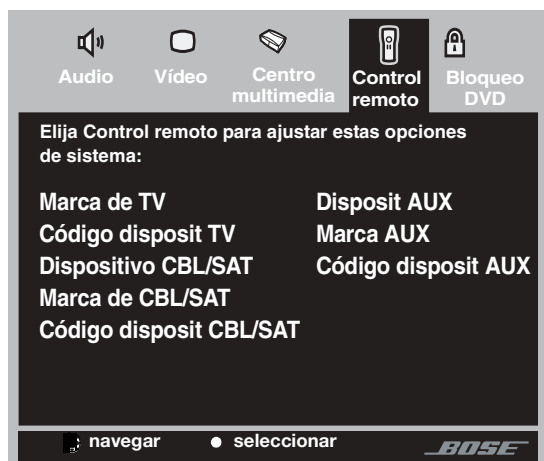 Audio
Vídeo
Centro
multimedia
Control
remoto
Bloqueo
DVD
Elija Control remoto para ajustar estas opciones
de sistema:
Marca de TV
Código disposit TV
Dispositivo CBL/SAT
Marca de CBL/SAT
Código disposit CBL/SAT
Disposit AUX
Marca AUX
Código disposit AUX
navegar
seleccionar
BOSE